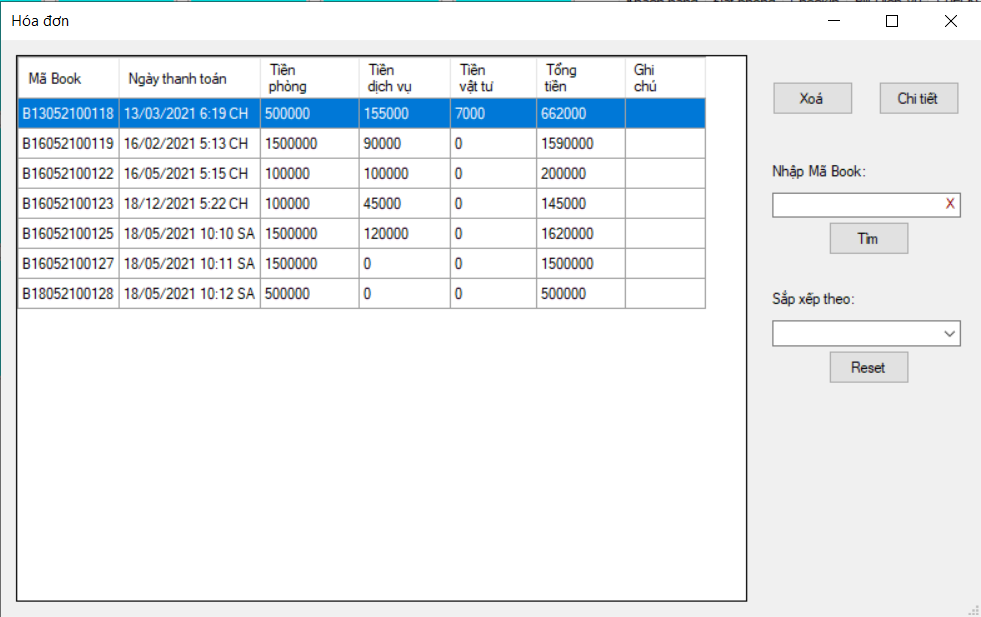 Hóa đơn
Mã Book Ngày thanh toán Tiền phòng Tiền dịch vụ Tiền vật tư Tổng tiền Ghi chú
B13052100118 13/03/2021 6:19 CH 500000 155000 7000 662000
B16052100119 16/02/2021 5:13 CH 1500000 90000 0 1590000
B16052100122 16/05/2021 5:15 CH 100000 100000 0 200000
B16052100123 18/12/2021 5:22 CH 100000 45000 0 145000
B16052100125 18/05/2021 10:10 SA 1500000 120000 0 1620000
B16052100127 18/05/2021 10:11 SA 1500000 0 0 1500000
B18052100128 18/05/2021 10:12 SA 500000 0 0 500000
Xoá Chi tiết
Nhập Mã Book:
X
Tìm
Sắp xếp theo:
Reset